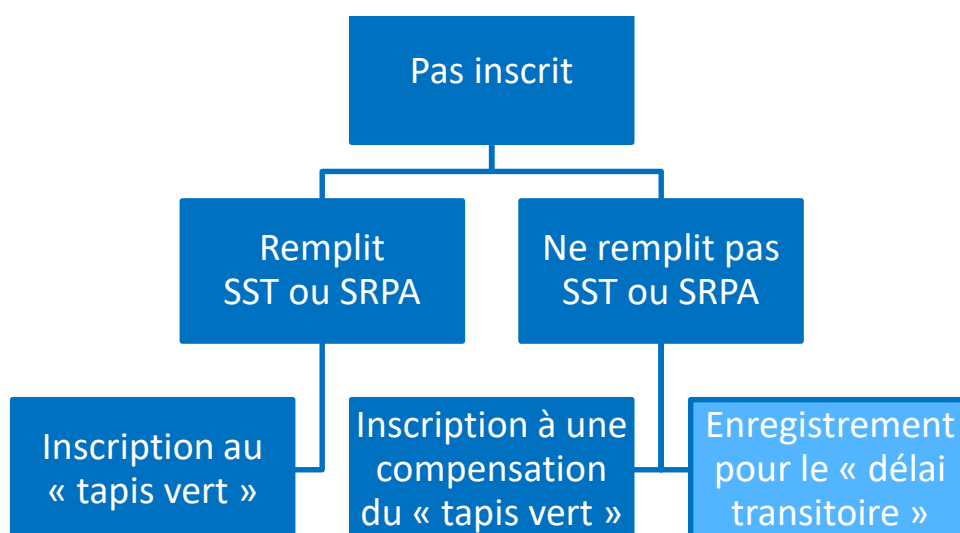 Pas inscrit
Remplit
SST ou SRPA
Ne remplit pas
SST ou SRPA
Inscription au
« tapis vert »
Inscription à une
compensation
du « tapis vert »
Enregistrement
pour le « délai
transitoire »